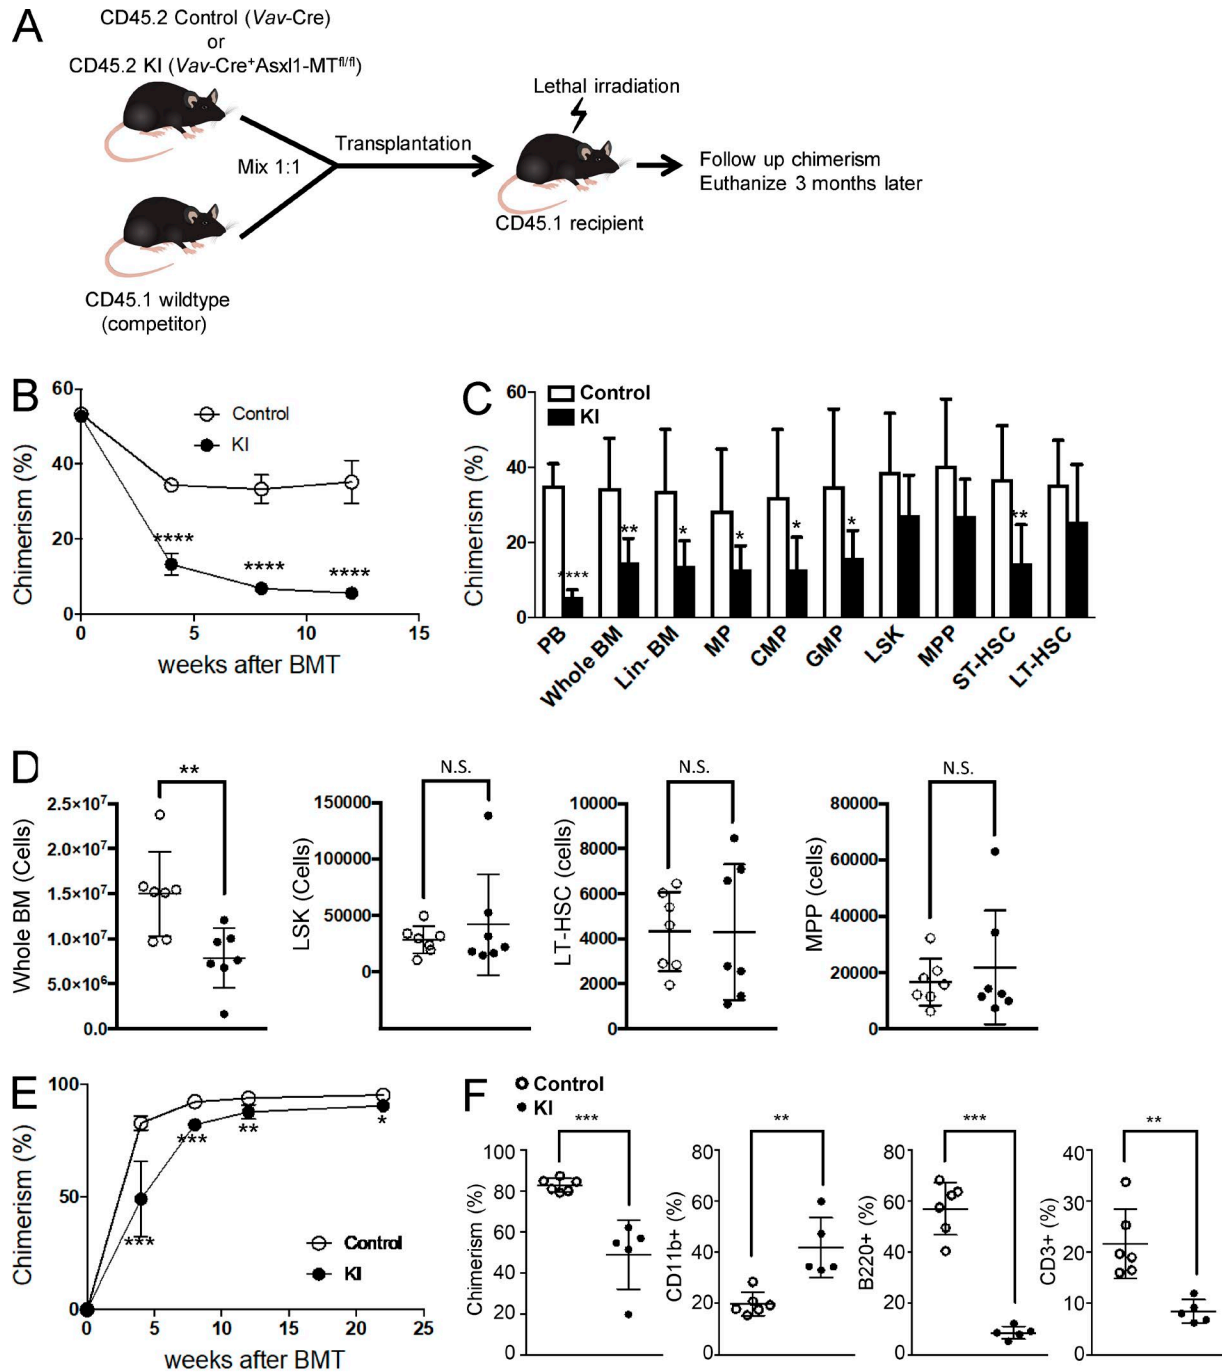 A
CD45.2 Control (Vav-Cre)
or
CD45.2 KI (Vav-Cre⁺Asxl1-MTᶠˡ/ᶠˡ)
Lethal irradiation
Transplantation
Mix 1:1
Follow up chimerism
Euthanize 3 months later
CD45.1 recipient
CD45.1 wildtype
(competitor)
B
60
40
20
0
Chimerism (%)
Control
KI
****
****
****
0
5
10
15
weeks after BMT
C
60
40
20
0
Chimerism (%)
Control
KI
****
**
*
*
*
*
**
PB
Whole BM
Lin- BM
MP
CMP
GMP
LSK
MPP
ST-HSC
LT-HSC
D
**
2.5×10⁷
2.0×10⁷
1.5×10⁷
1.0×10⁷
5.0×10⁶
0.0
Whole BM (Cells)
N.S.
150000
100000
50000
0
LSK (Cells)
N.S.
10000
8000
6000
4000
2000
0
LT-HSC (cells)
N.S.
80000
60000
40000
20000
0
MPP (cells)
E
100
50
0
Chimerism (%)
***
***
**
*
Control
KI
0
5
10
15
20
25
weeks after BMT
F
Control
KI
***
100
80
60
40
20
0
Chimerism (%)
**
80
60
40
20
0
CD11b+ (%)
***
80
60
40
20
0
B220+ (%)
**
40
30
20
10
0
CD3+ (%)